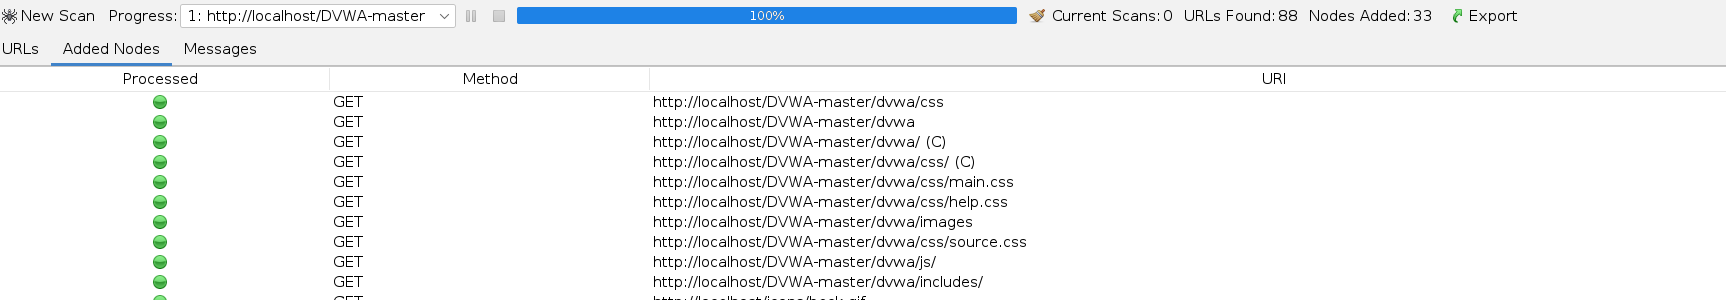 New Scan Progress: 1: http://localhost/DVWA-master 100% Current Scans: 0 URLs Found: 88 Nodes Added: 33 Export
URLs Added Nodes Messages
Processed Method URI
GET http://localhost/DVWA-master/dvwa/css
GET http://localhost/DVWA-master/dvwa
GET http://localhost/DVWA-master/dvwa/ (C)
GET http://localhost/DVWA-master/dvwa/css/ (C)
GET http://localhost/DVWA-master/dvwa/css/main.css
GET http://localhost/DVWA-master/dvwa/css/help.css
GET http://localhost/DVWA-master/dvwa/images
GET http://localhost/DVWA-master/dvwa/css/source.css
GET http://localhost/DVWA-master/dvwa/js/
GET http://localhost/DVWA-master/dvwa/includes/
GET